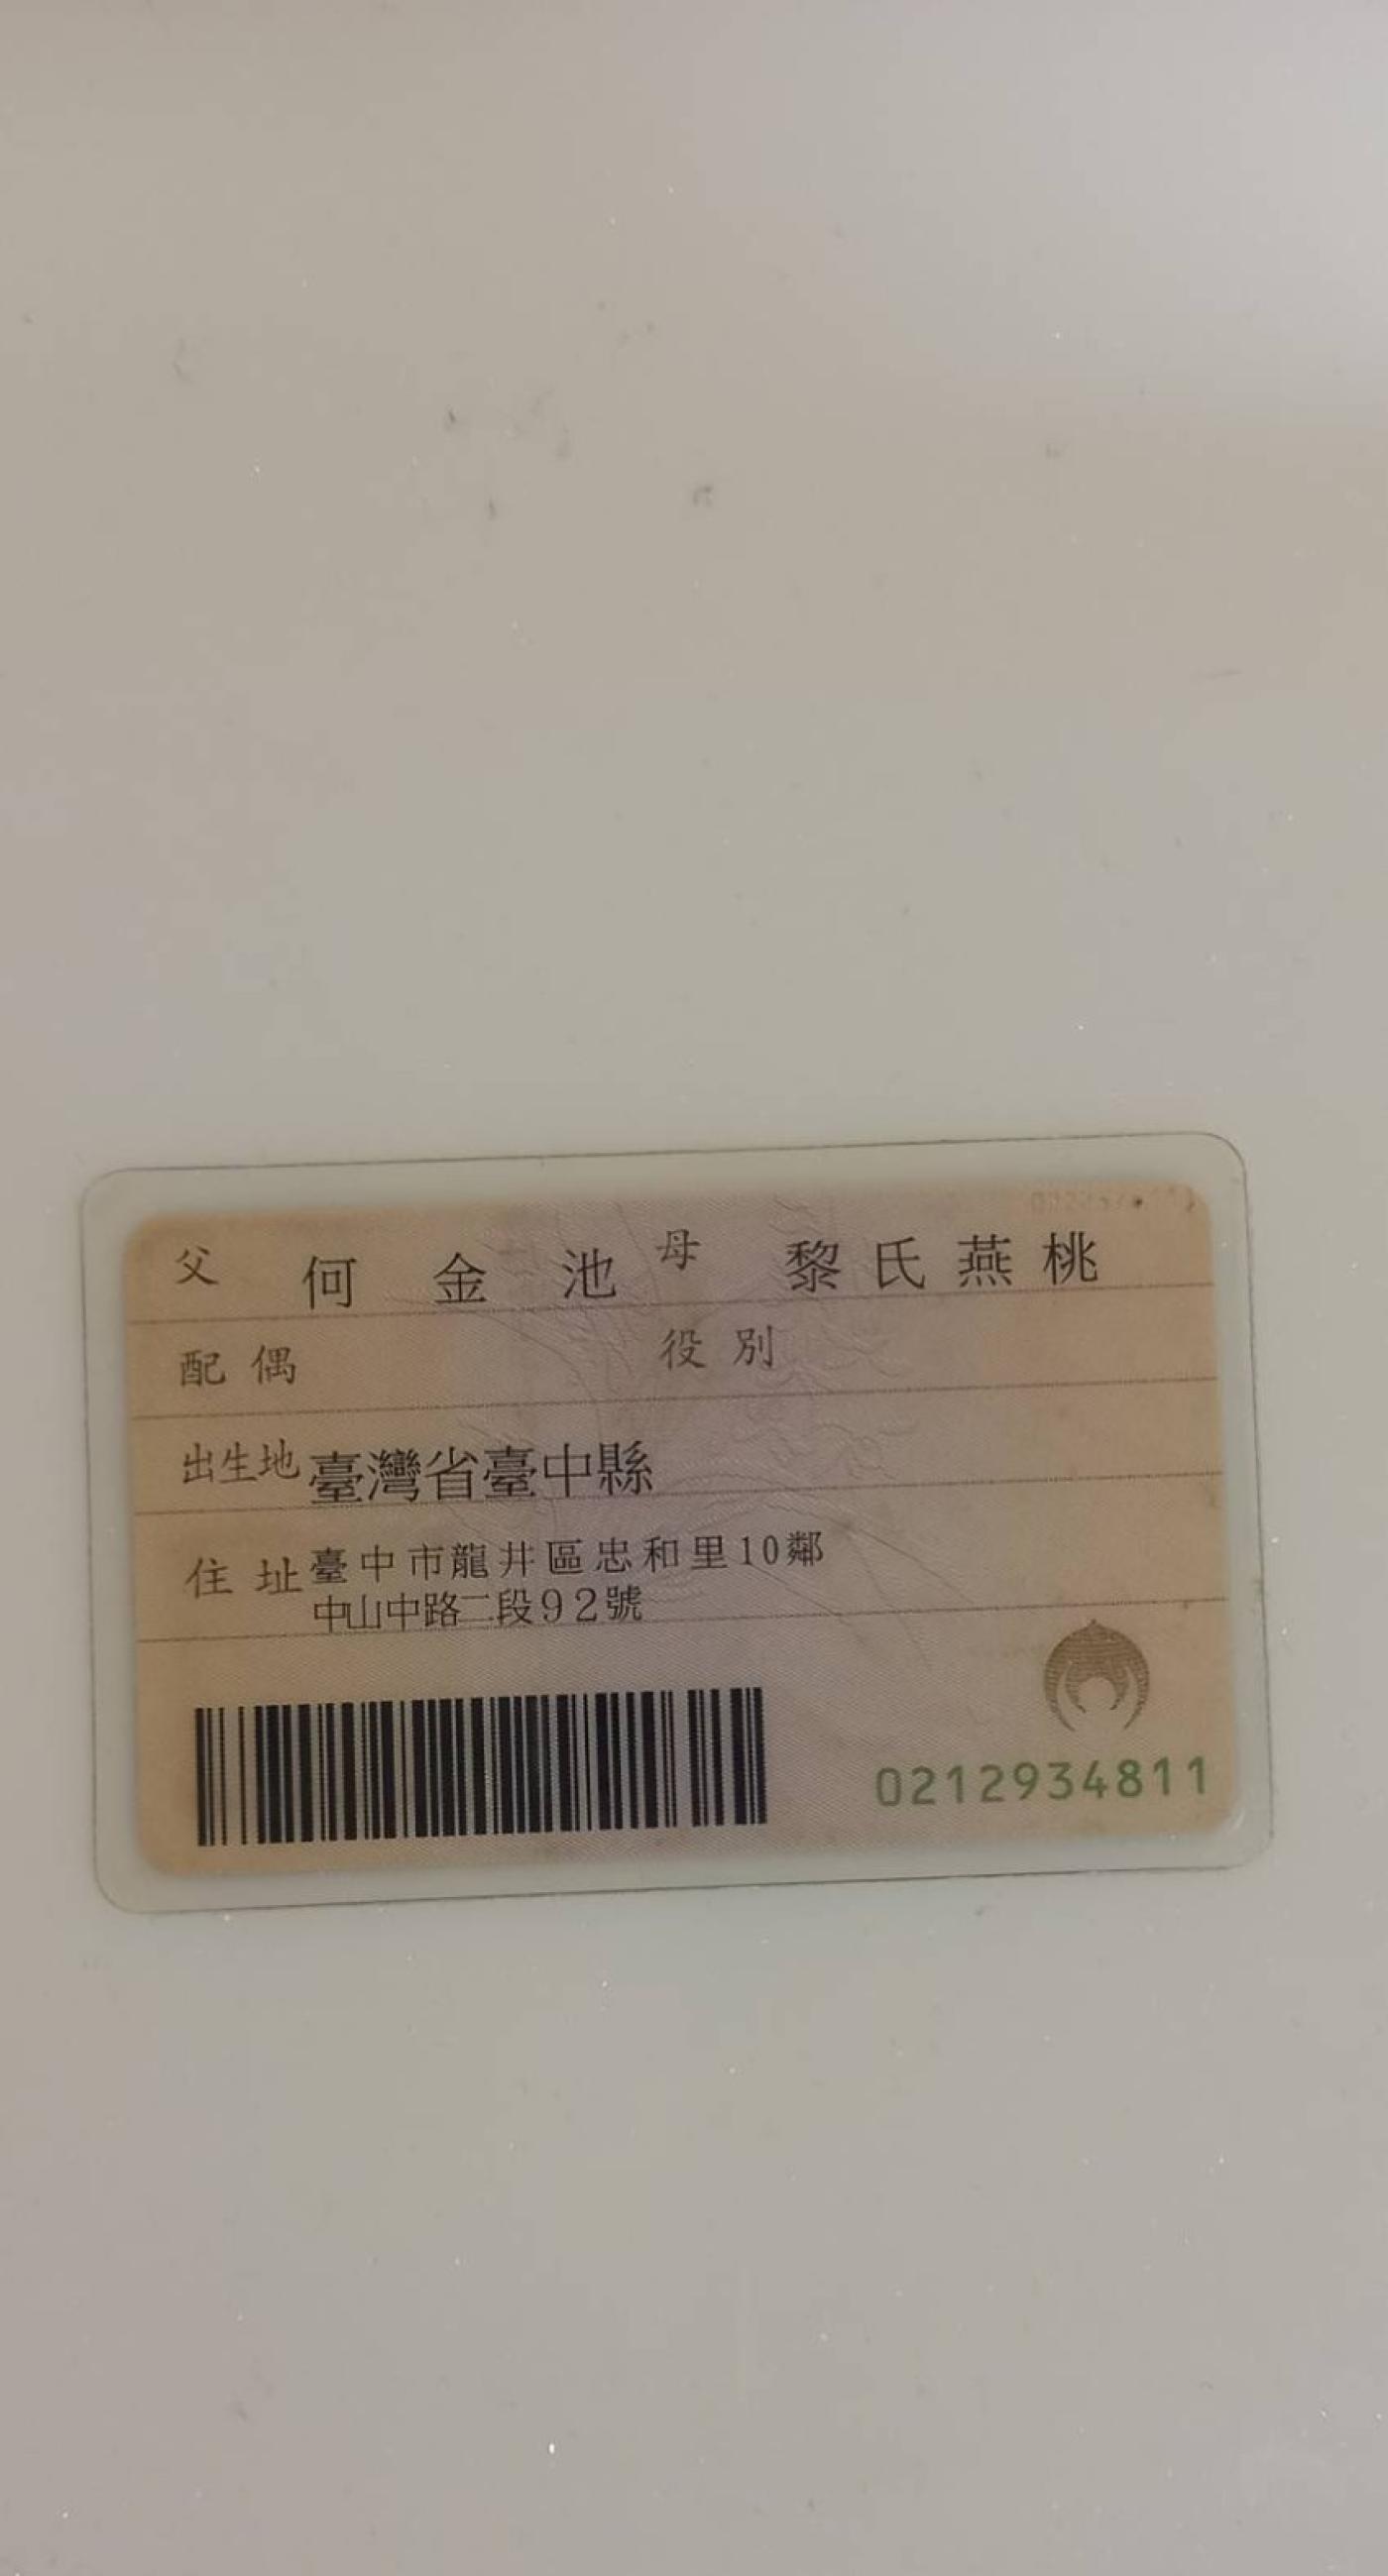 父 何金池 母 黎氏燕桃
配偶 役別
出生地 臺灣省臺中縣
住址 臺中市龍井區忠和里10鄰
中山中路二段92號
0212934811